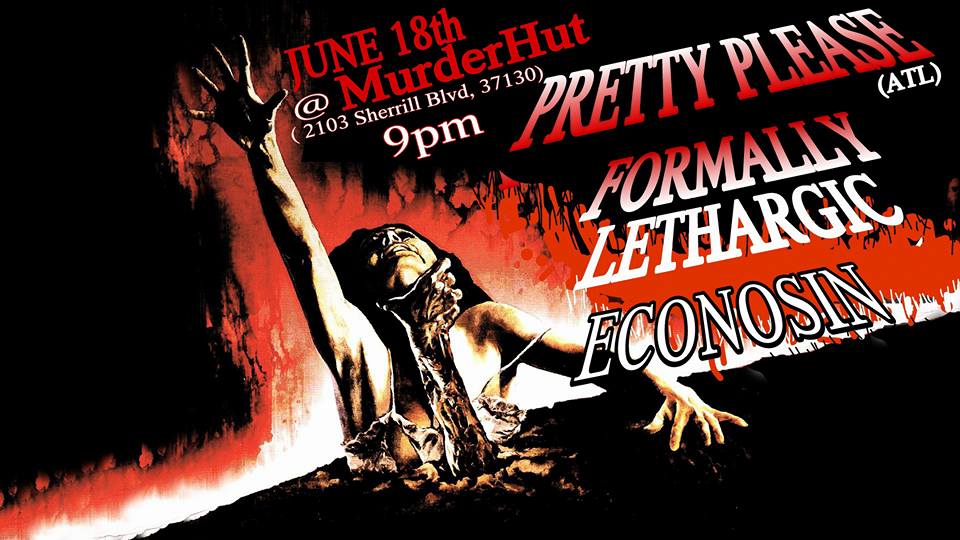 JUNE 18th
@ MurderHut
( 2103 Sherrill Blvd, 37130)
9pm
PRETTY PLEASE
(ATL)
FORMALLY
LETHARGIC
ECONOSIN